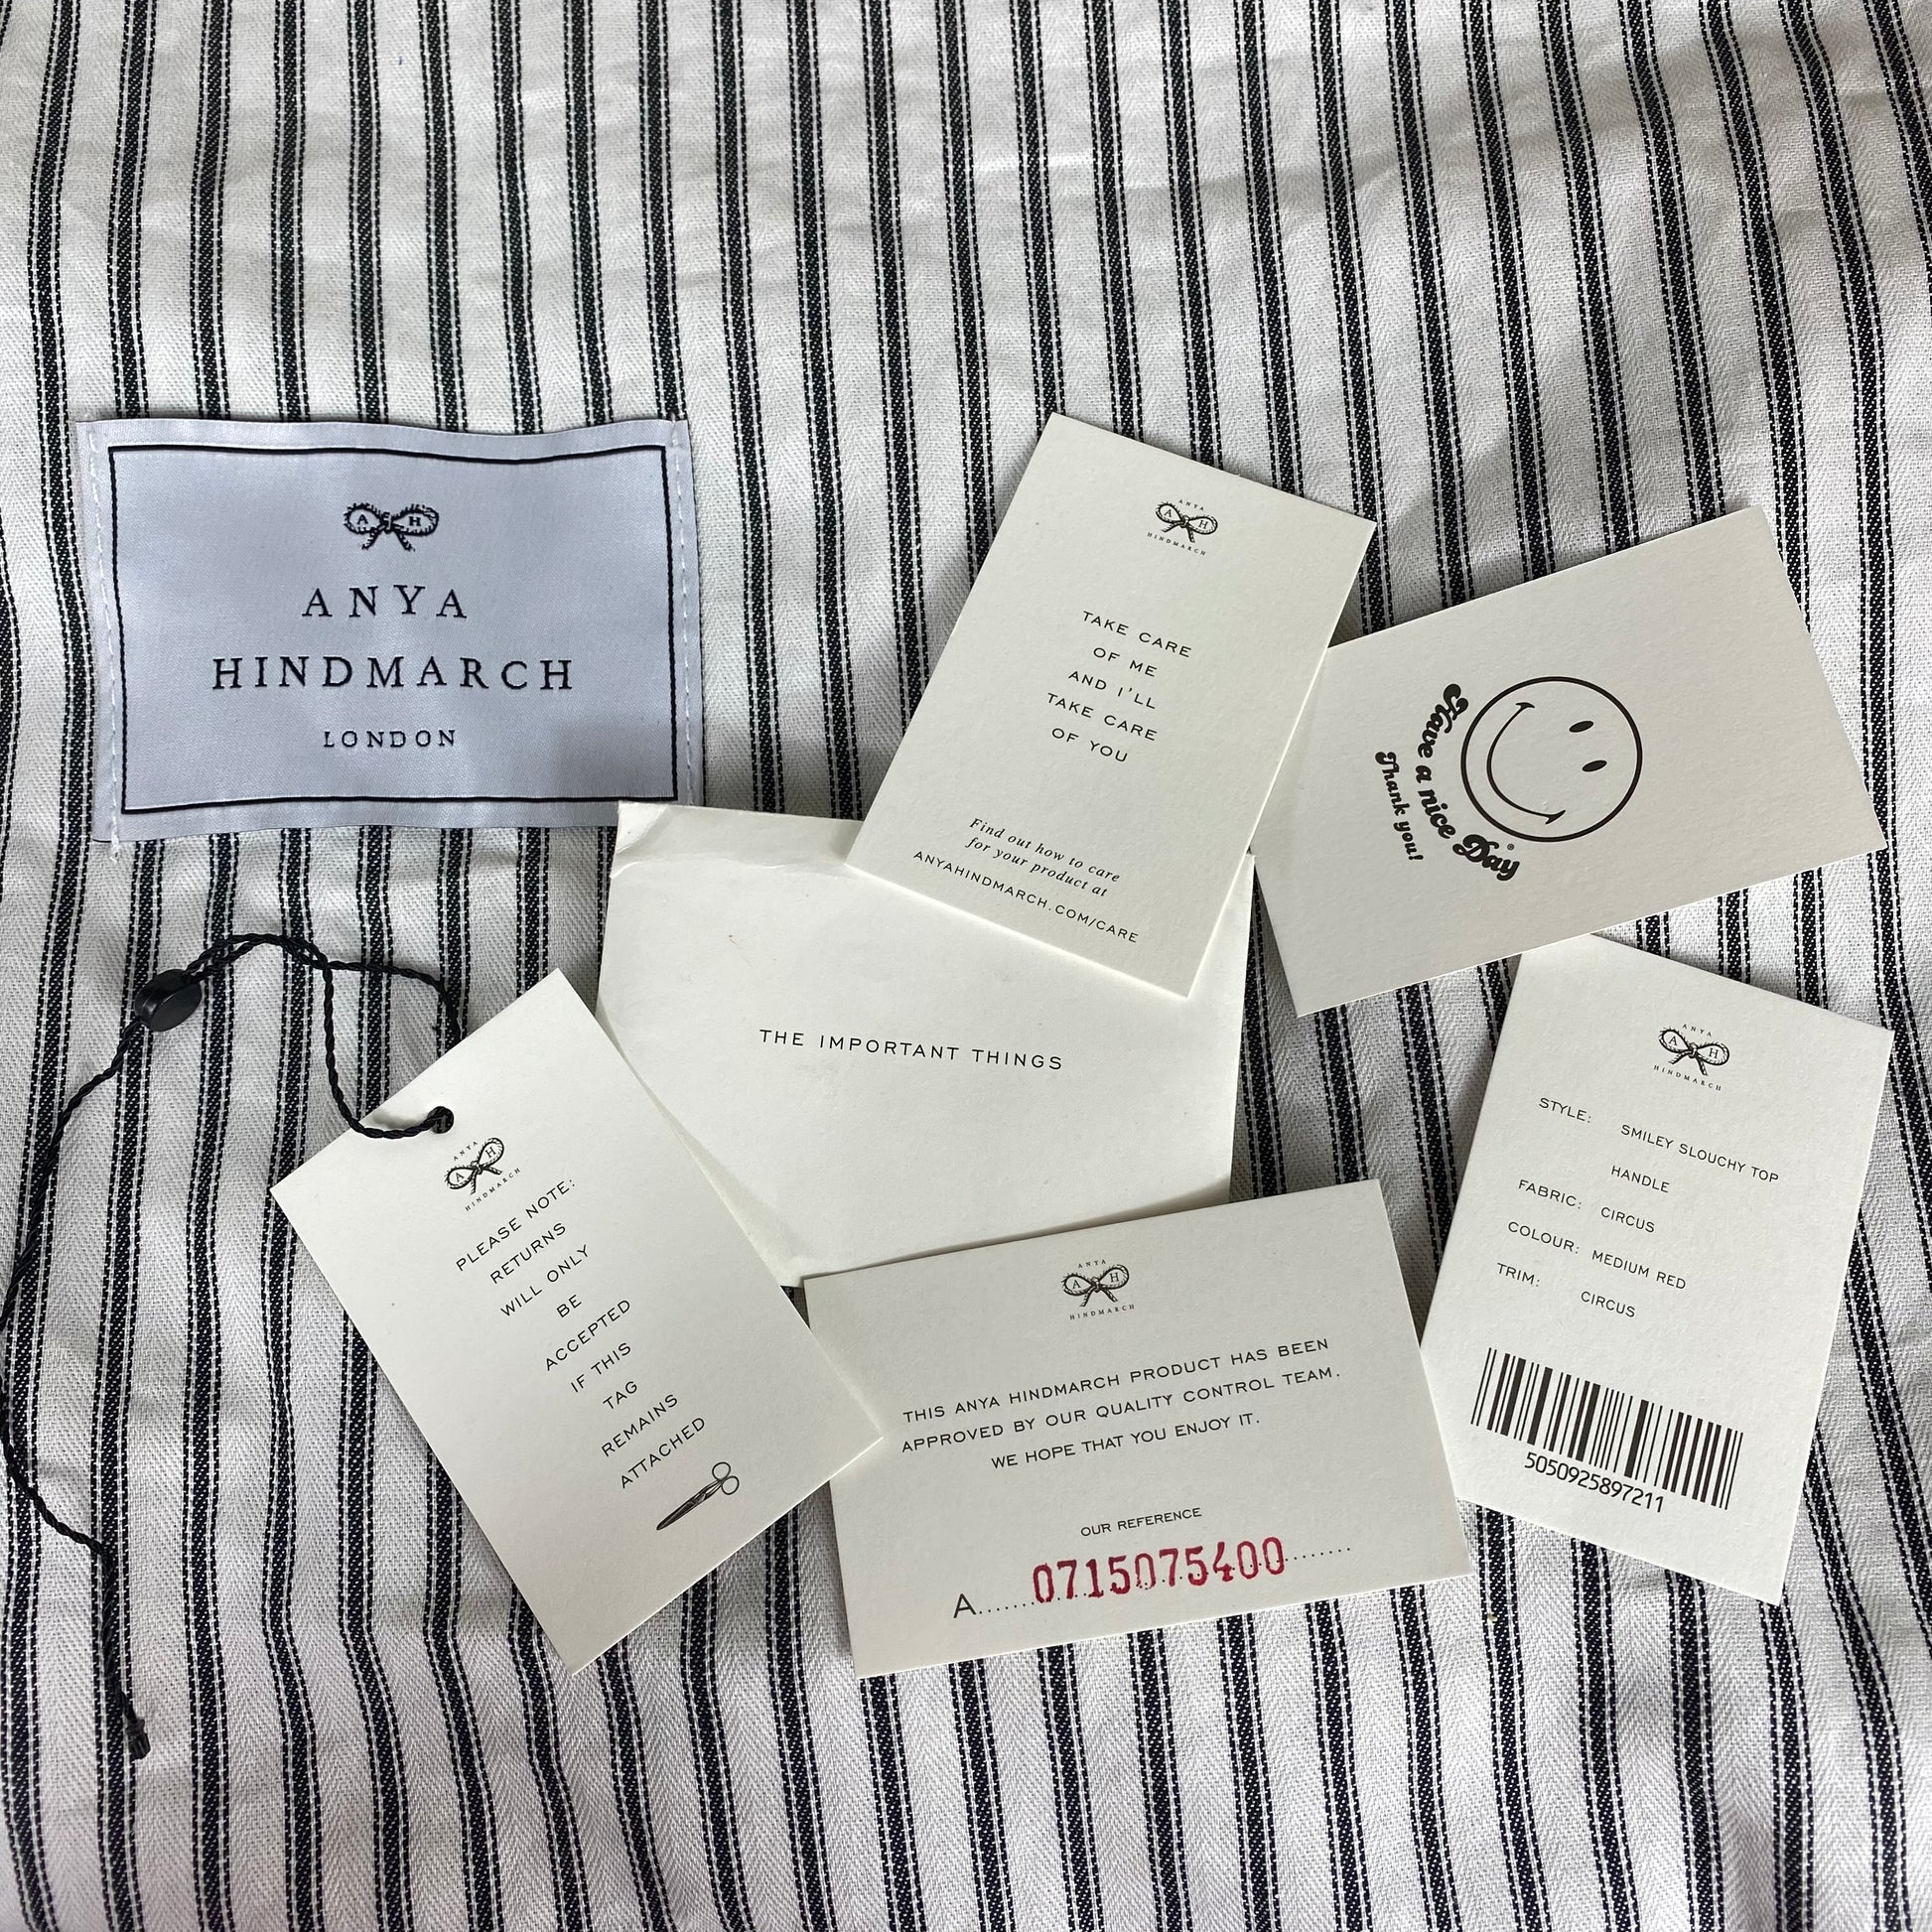 A H
ANYA
HINDMARCH
LONDON
ANYA
A H
HINDMARCH
TAKE CARE
OF ME
AND I'LL
TAKE CARE
OF YOU
Find out how to care
for your product at
ANYAHINDMARCH.COM/CARE
Have a nice Day®
Thank you!
THE IMPORTANT THINGS
ANYA
A H
HINDMARCH
PLEASE NOTE:
RETURNS
WILL ONLY
BE
ACCEPTED
IF THIS
TAG
REMAINS
ATTACHED
ANYA
A H
HINDMARCH
THIS ANYA HINDMARCH PRODUCT HAS BEEN
APPROVED BY OUR QUALITY CONTROL TEAM.
WE HOPE THAT YOU ENJOY IT.
OUR REFERENCE
A......0715075400.......
ANYA
A H
HINDMARCH
STYLE: SMILEY SLOUCHY TOP
HANDLE
FABRIC: CIRCUS
COLOUR: MEDIUM RED
TRIM: CIRCUS
5050925897211